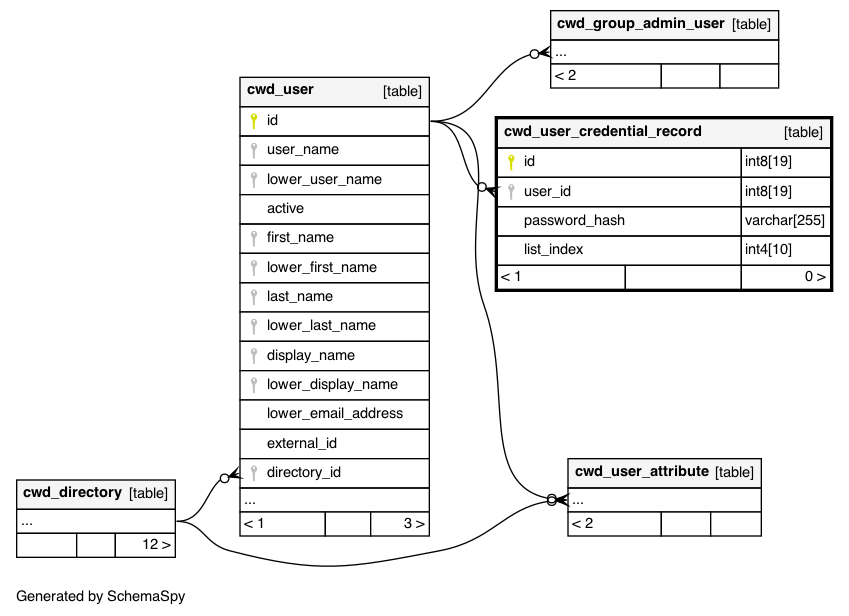 cwd_group_admin_user [table]
...
< 2
cwd_user [table]
id
user_name
lower_user_name
active
first_name
lower_first_name
last_name
lower_last_name
display_name
lower_display_name
lower_email_address
external_id
directory_id
...
< 1 3 >
cwd_user_credential_record [table]
id int8[19]
user_id int8[19]
password_hash varchar[255]
list_index int4[10]
< 1 0 >
cwd_directory [table]
...
12 >
cwd_user_attribute [table]
...
< 2
Generated by SchemaSpy